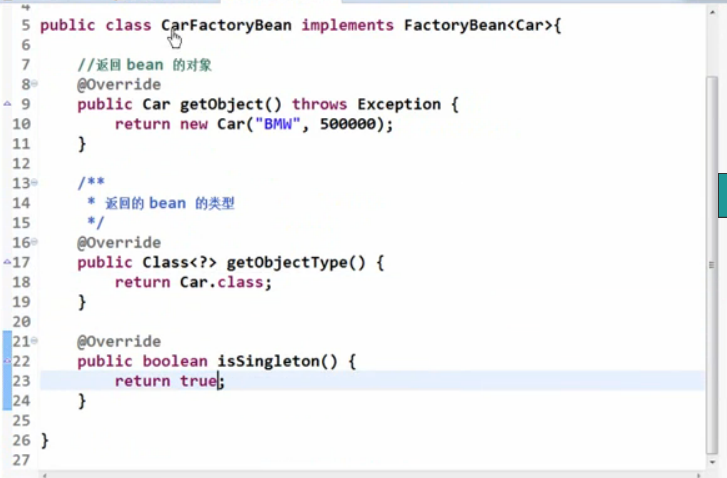 4
5 public class CarFactoryBean implements FactoryBean<Car>{
6
7 //返回 bean 的对象
8 @Override
9 public Car getObject() throws Exception {
10 return new Car("BMW", 500000);
11 }
12
13 /**
14 * 返回的 bean 的类型
15 */
16 @Override
17 public Class<?> getObjectType() {
18 return Car.class;
19 }
20
21 @Override
22 public boolean isSingleton() {
23 return true;
24 }
25
26 }
27